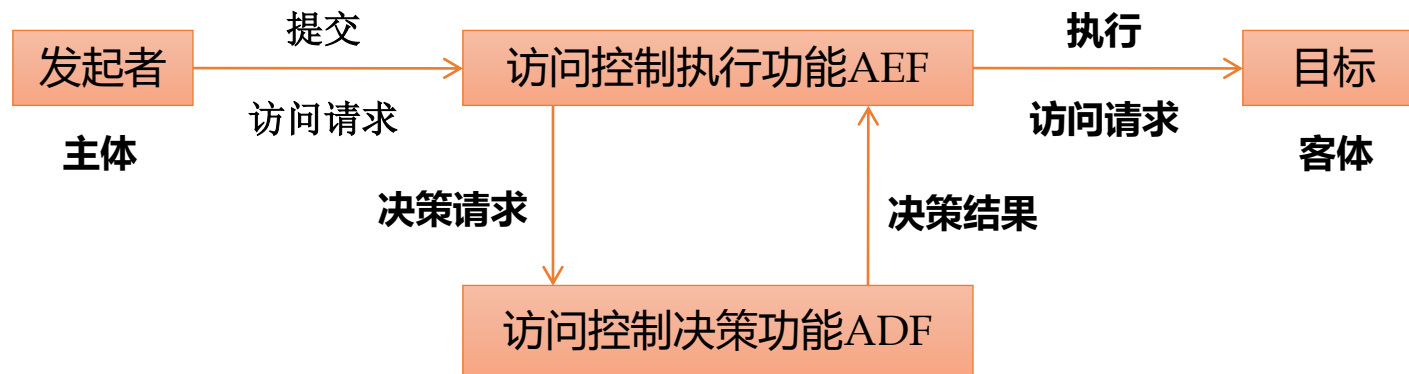 提交
执行
发起者
访问控制执行功能AEF
目标
访问请求
访问请求
主体
客体
决策请求
决策结果
访问控制决策功能ADF